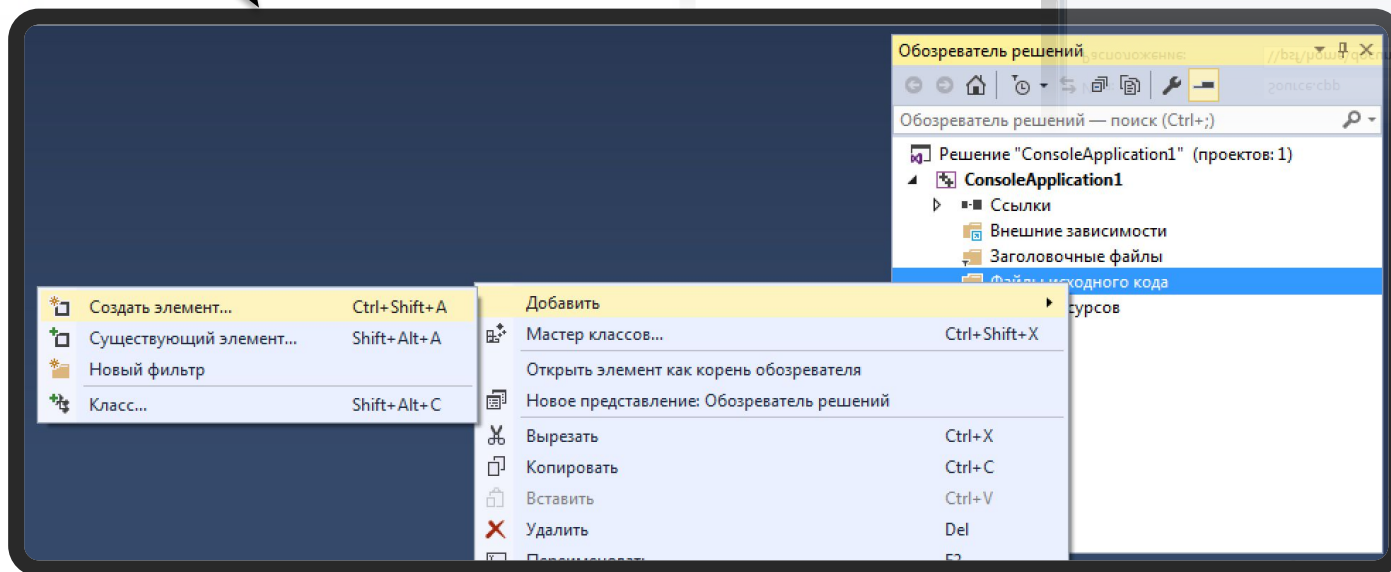 Обозреватель решений
Обозреватель решений — поиск (Ctrl+;)
Решение "ConsoleApplication1" (проектов: 1)
ConsoleApplication1
Ссылки
Внешние зависимости
Заголовочные файлы
Файлы исходного кода
Добавить
Мастер классов... Ctrl+Shift+X
Открыть элемент как корень обозревателя
Новое представление: Обозреватель решений
Вырезать Ctrl+X
Копировать Ctrl+C
Вставить Ctrl+V
Удалить Del
Создать элемент... Ctrl+Shift+A
Существующий элемент... Shift+Alt+A
Новый фильтр
Класс... Shift+Alt+C